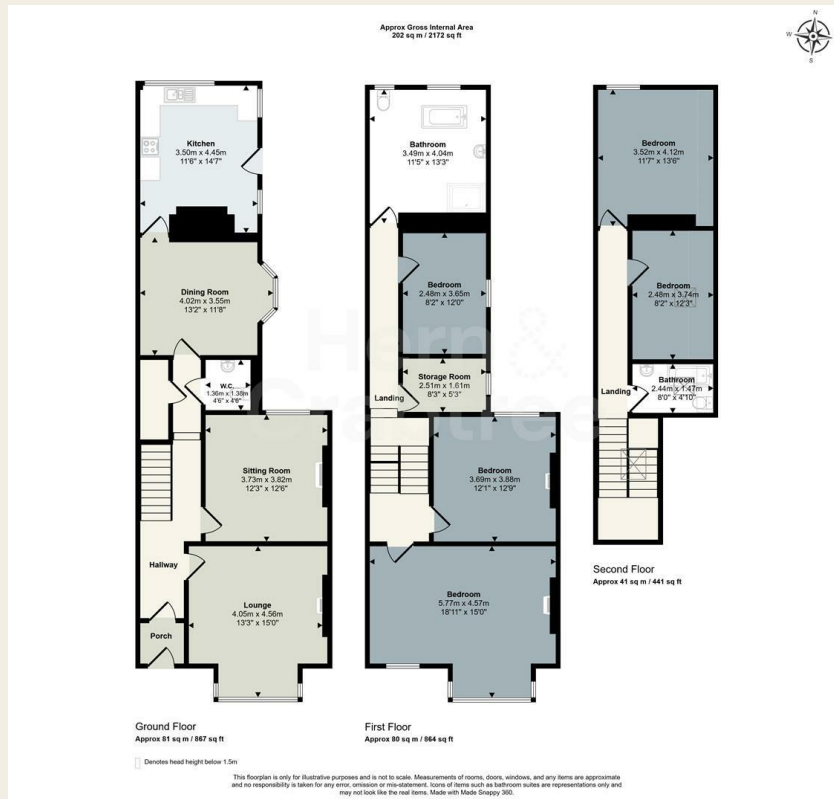 Approx Gross Internal Area
202 sq m / 2172 sq ft
N
W
E
S
Kitchen
3.50m x 4.45m
11'6" x 14'7"
Dining Room
4.02m x 3.55m
13'2" x 11'8"
W.C.
1.36m x 1.38m
4'6" x 4'6"
Sitting Room
3.73m x 3.82m
12'3" x 12'6"
Hallway
Lounge
4.05m x 4.56m
13'3" x 15'0"
Porch
Ground Floor
Approx 81 sq m / 867 sq ft
Bathroom
3.49m x 4.04m
11'5" x 13'3"
Bedroom
2.48m x 3.65m
8'2" x 12'0"
Storage Room
2.51m x 1.61m
8'3" x 5'3"
Landing
Bedroom
3.69m x 3.88m
12'1" x 12'9"
Bedroom
5.77m x 4.57m
18'11" x 15'0"
First Floor
Approx 80 sq m / 864 sq ft
Bedroom
3.52m x 4.12m
11'7" x 13'6"
Bedroom
2.48m x 3.74m
8'2" x 12'3"
Bathroom
2.44m x 1.47m
8'0" x 4'10"
Landing
Second Floor
Approx 41 sq m / 441 sq ft
Hern &
Crabtree
Denotes head height below 1.5m
This floorplan is only for illustrative purposes and is not to scale. Measurements of rooms, doors, windows, and any items are approximate
and no responsibility is taken for any error, omission or mis-statement. Icons of items such as bathroom suites are representations only and
may not look like the real items. Made with Made Snappy 360.